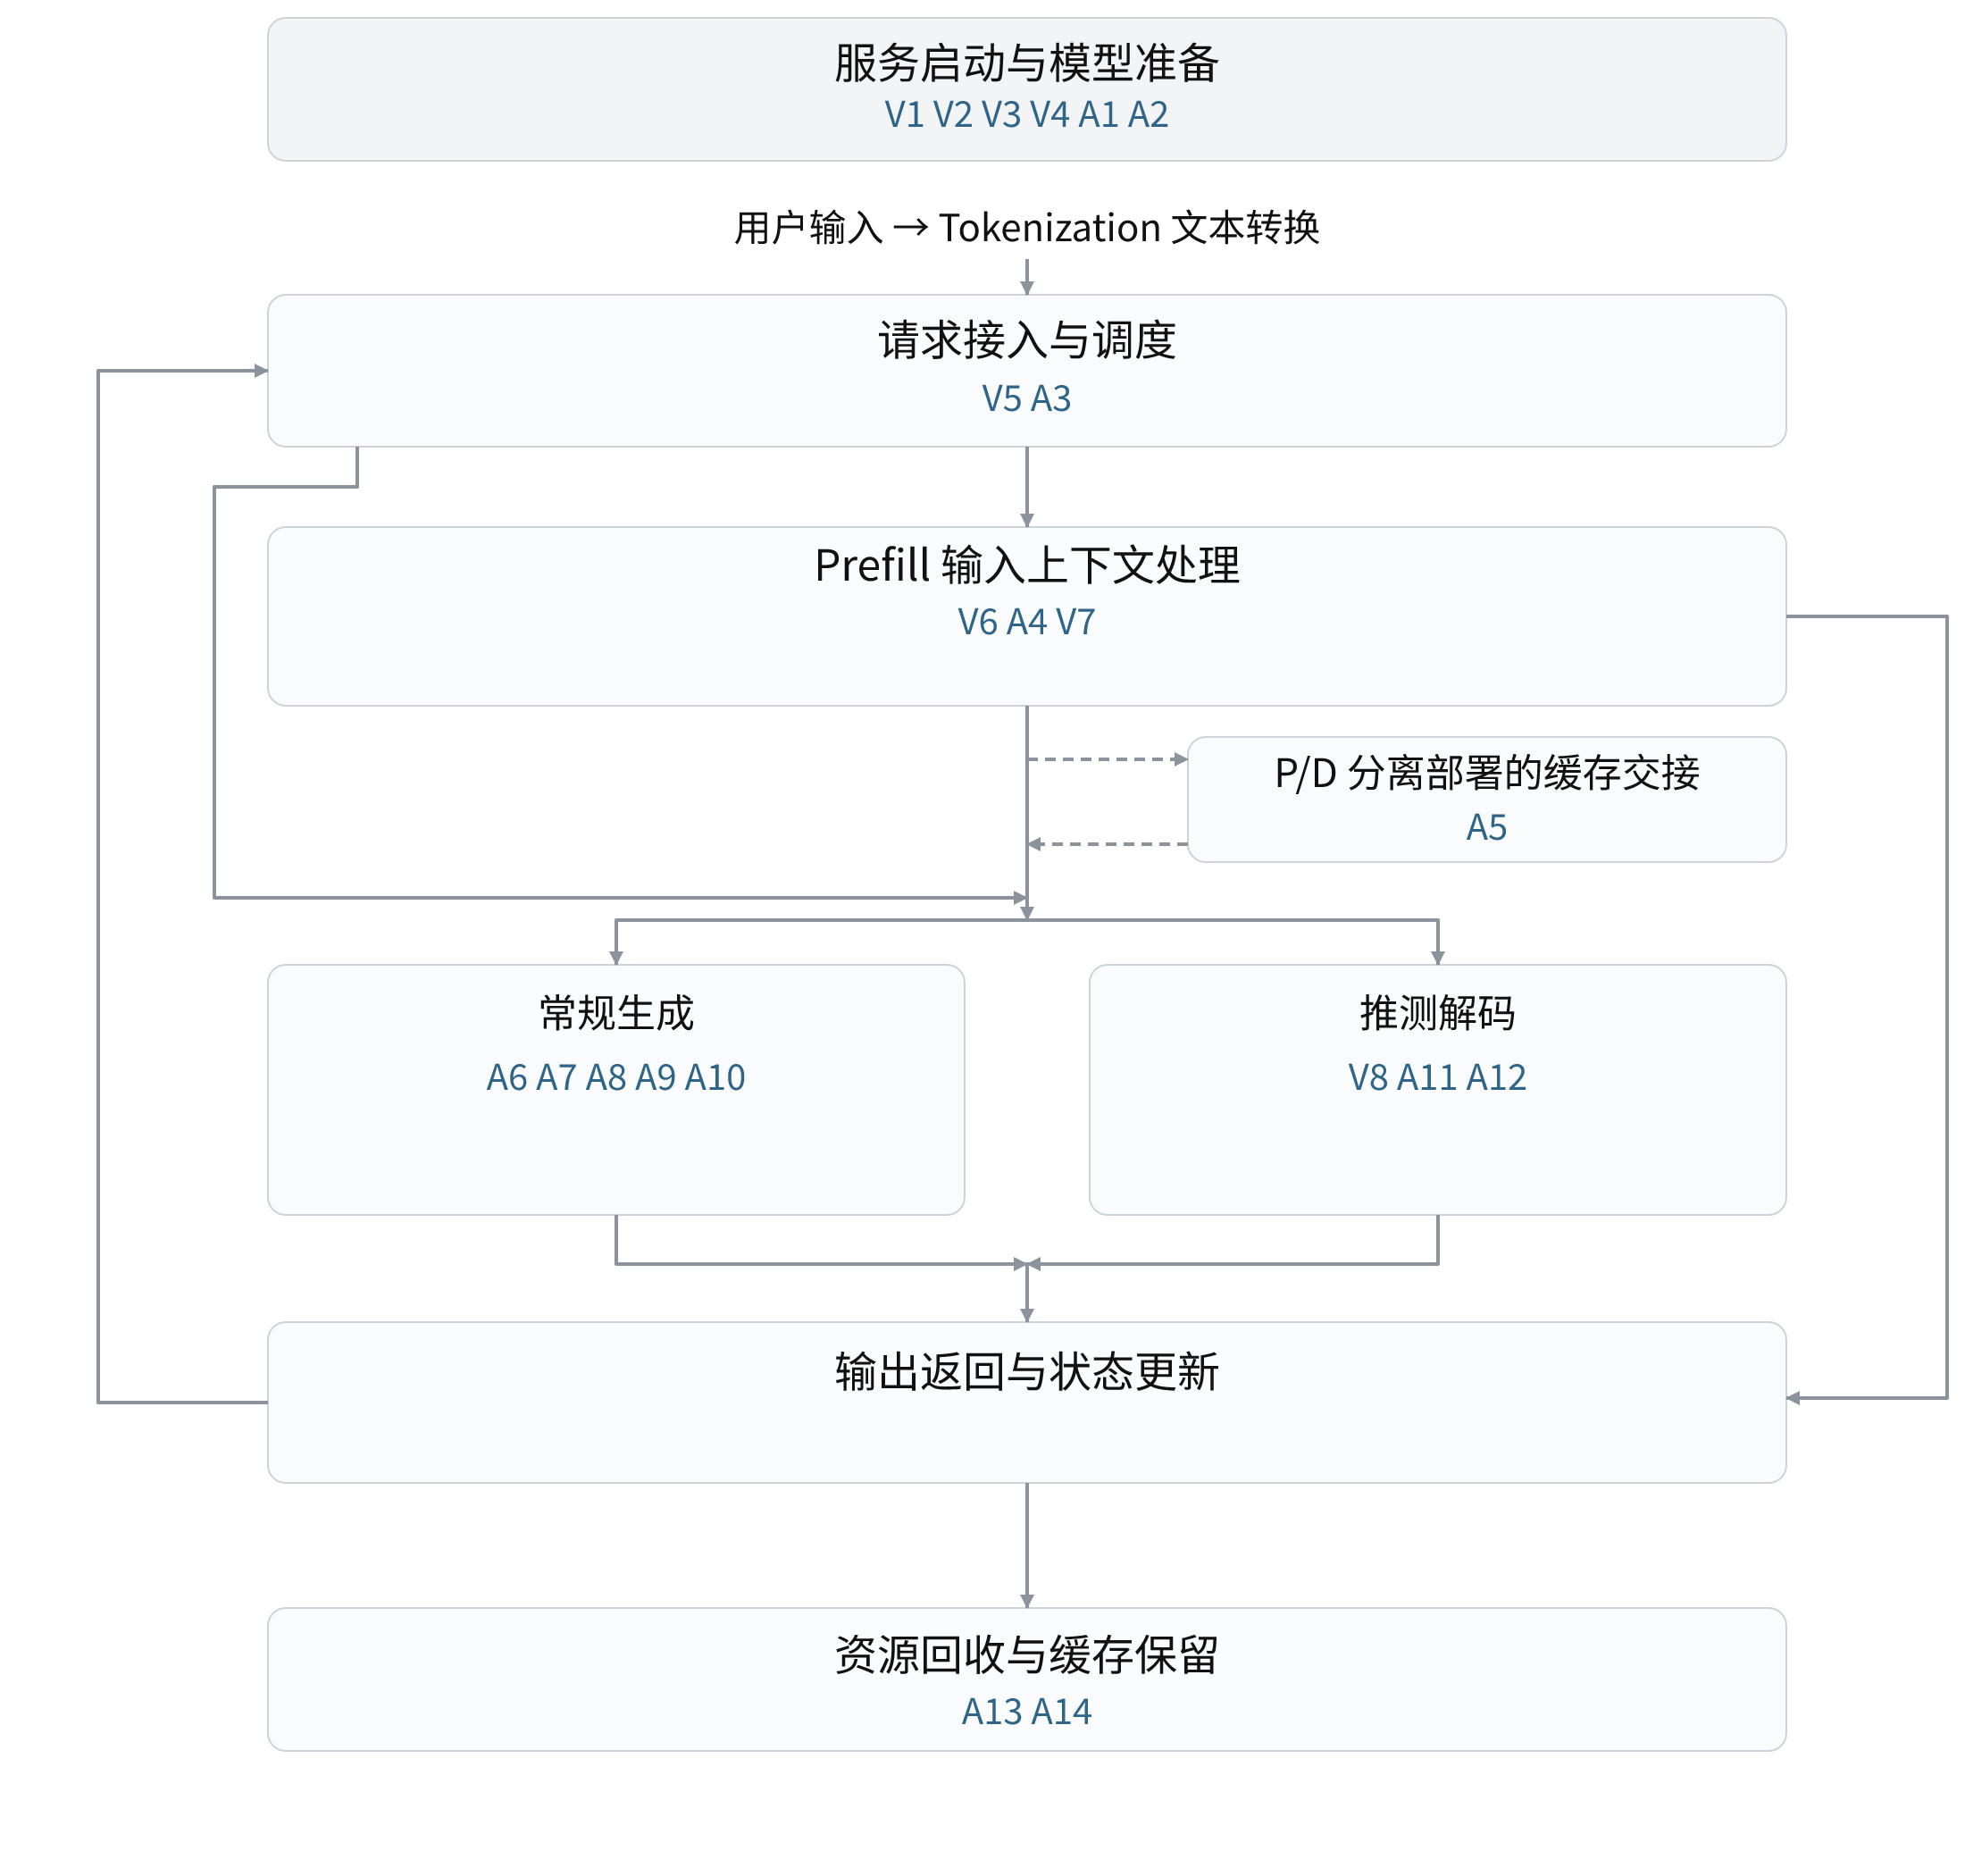 服务启动与模型准备
V1 V2 V3 V4 A1 A2
用户输入 → Tokenization 文本转换
请求接入与调度
V5 A3
Prefill 输入上下文处理
V6 A4 V7
P/D 分离部署的缓存交接
A5
常规生成
A6 A7 A8 A9 A10
推测解码
V8 A11 A12
输出返回与状态更新
资源回收与缓存保留
A13 A14